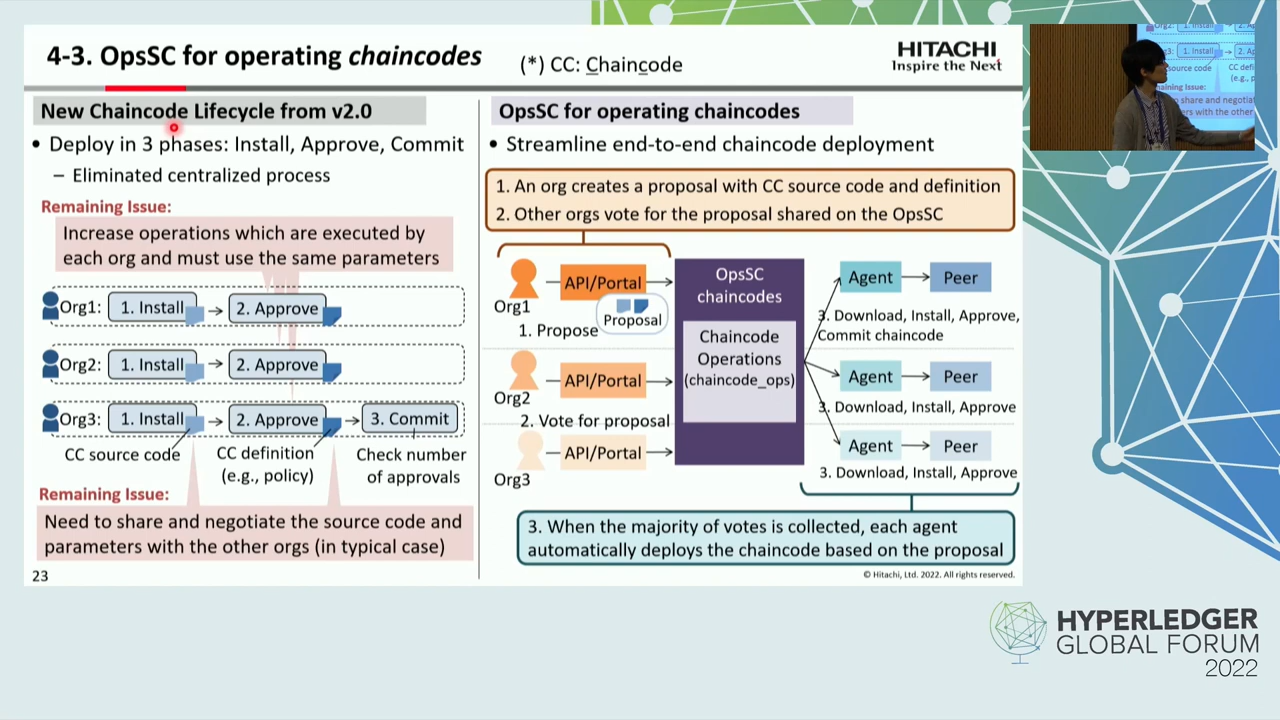 4-3. OpsSC for operating chaincodes
(*) CC: Chaincode
HITACHI
Inspire the Next
New Chaincode Lifecycle from v2.0
• Deploy in 3 phases: Install, Approve, Commit
– Eliminated centralized process
Remaining Issue:
Increase operations which are executed by
each org and must use the same parameters
Org1: 1. Install → 2. Approve
Org2: 1. Install → 2. Approve
Org3: 1. Install → 2. Approve → 3. Commit
CC source code
CC definition
(e.g., policy)
Check number
of approvals
Remaining Issue:
Need to share and negotiate the source code and
parameters with the other orgs (in typical case)
23
OpsSC for operating chaincodes
• Streamline end-to-end chaincode deployment
1. An org creates a proposal with CC source code and definition
2. Other orgs vote for the proposal shared on the OpsSC
Org1
API/Portal
1. Propose
Proposal
Org2
API/Portal
2. Vote for proposal
Org3
API/Portal
OpsSC
chaincodes
Chaincode
Operations
(chaincode_ops)
Agent
Peer
3. Download, Install, Approve,
Commit chaincode
Agent
Peer
3. Download, Install, Approve
Agent
Peer
3. Download, Install, Approve
3. When the majority of votes is collected, each agent
automatically deploys the chaincode based on the proposal
© Hitachi, Ltd. 2022. All rights reserved.
HYPERLEDGER
GLOBAL FORUM
2022